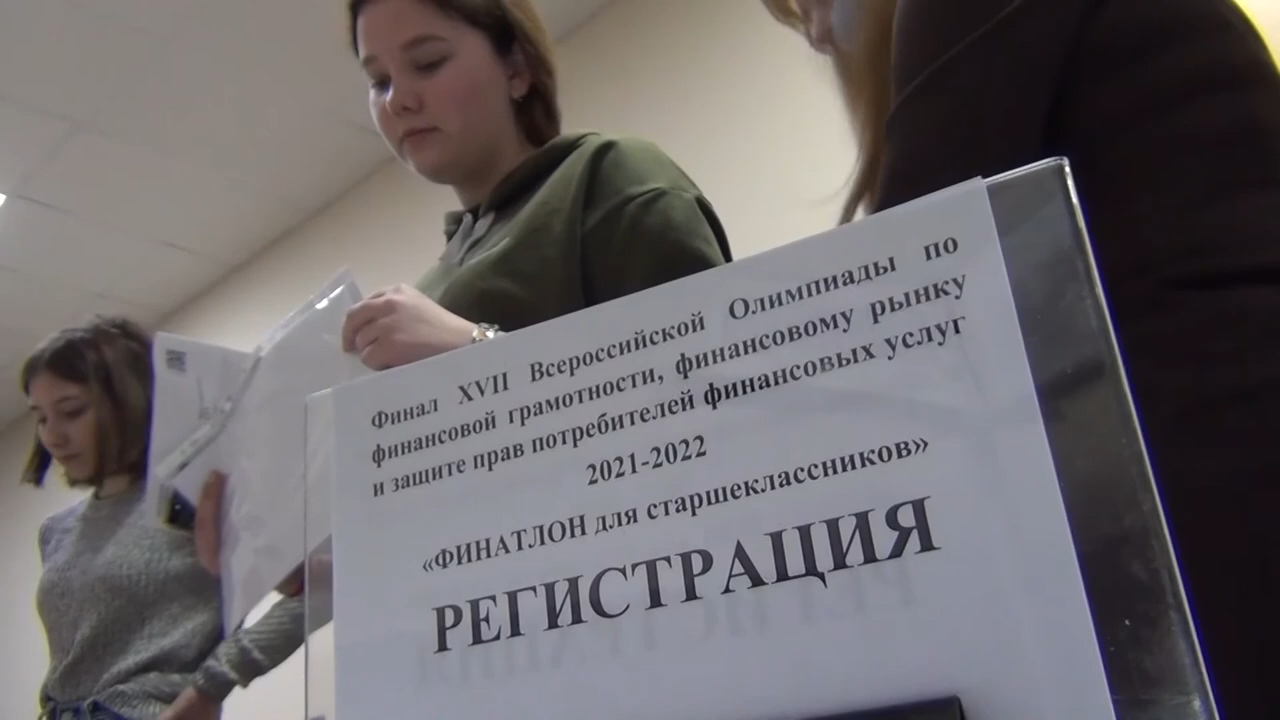 Финал XVII Всероссийской Олимпиады по
финансовой грамотности, финансовому рынку
и защите прав потребителей финансовых услуг
2021-2022
«ФИНАТЛОН для старшеклассников»
РЕГИСТРАЦИЯ